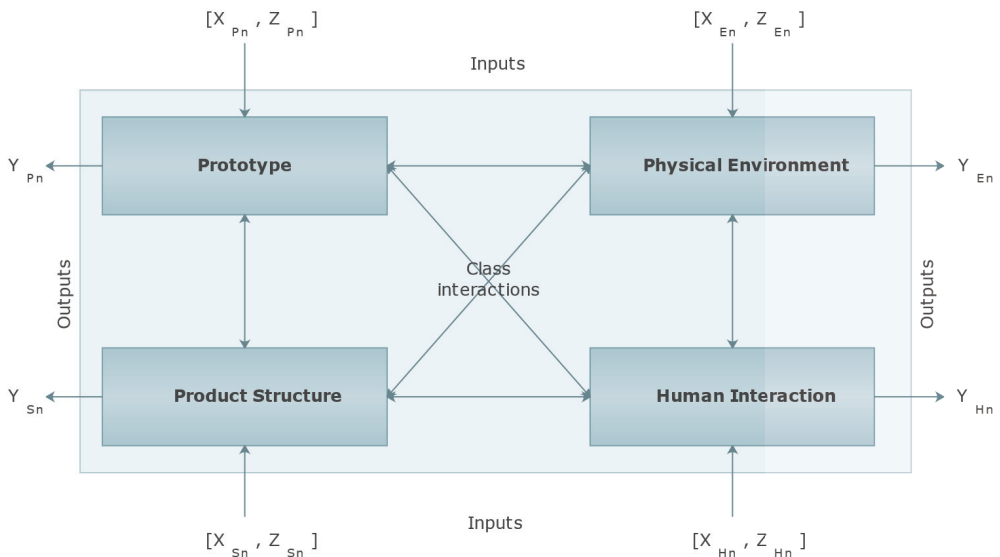 [X Pn , Z Pn ]
[X En , Z En ]
Inputs
Y Pn
Prototype
Physical Environment
Y En
Outputs
Class
interactions
Outputs
Y Sn
Product Structure
Human Interaction
Y Hn
[X Sn , Z Sn ]
Inputs
[X Hn , Z Hn ]